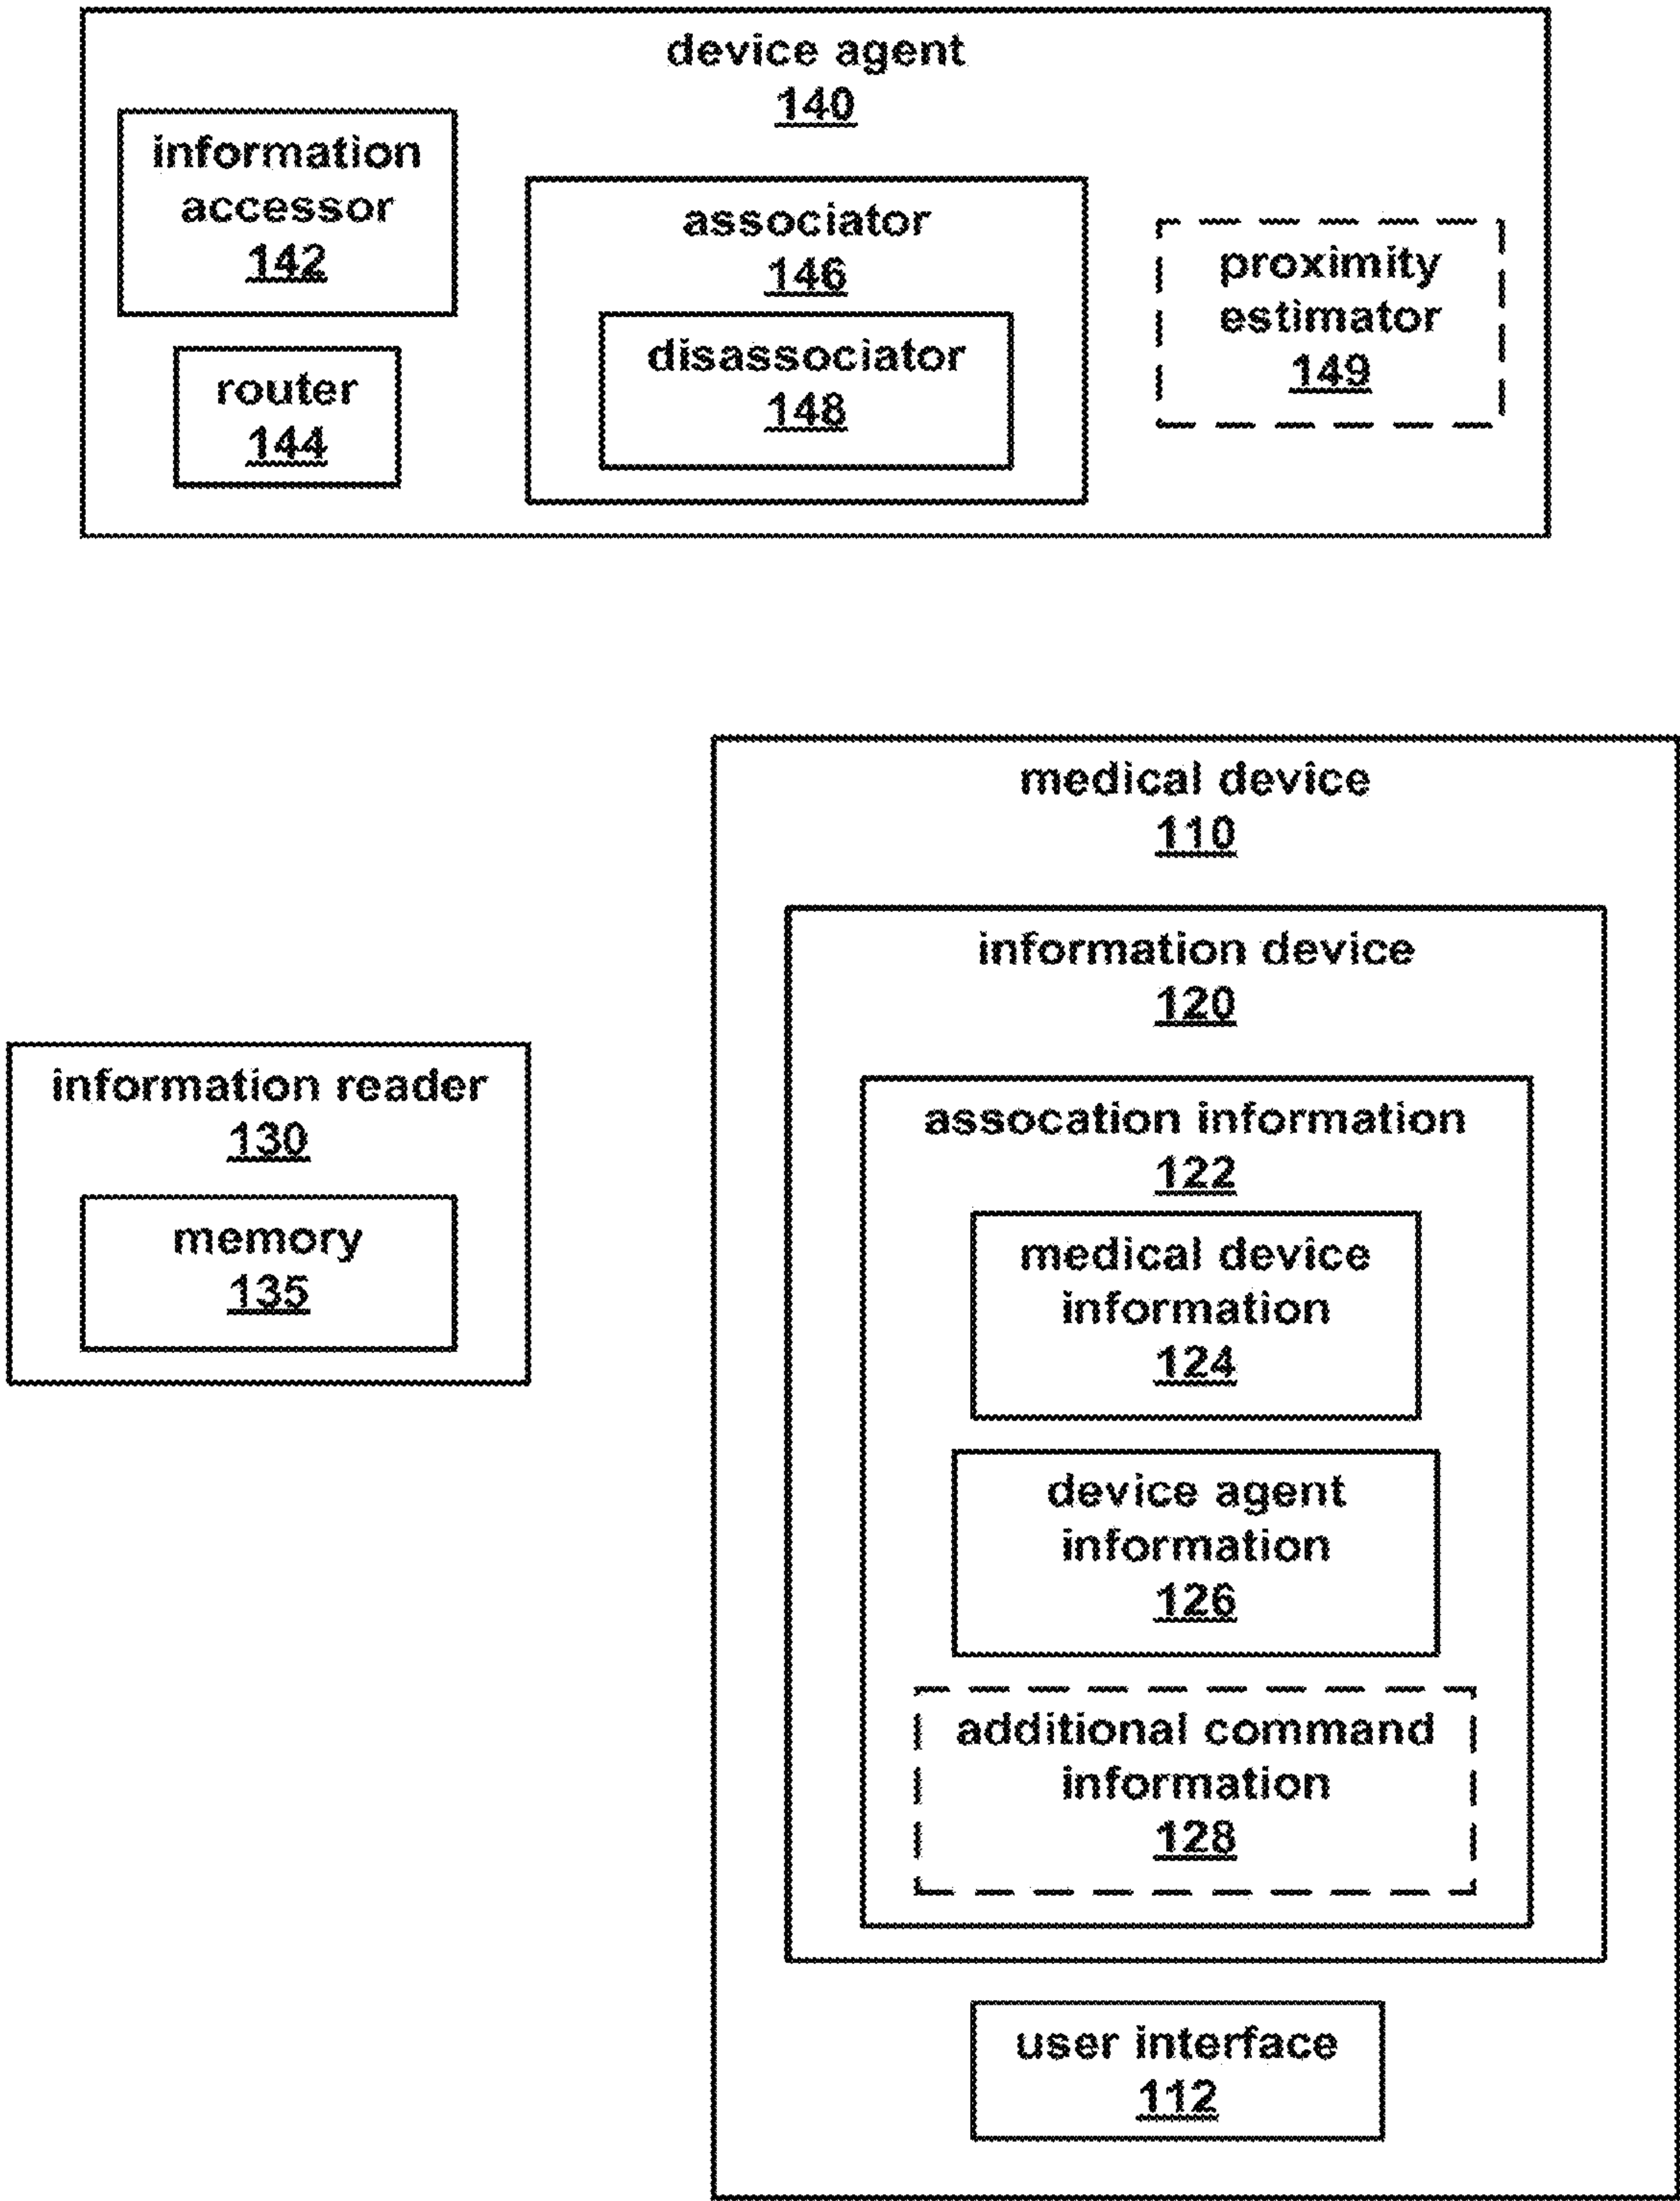 device agent
140
information
accessor
142
router
144
associator
146
disassociator
148
proximity
estimator
149
information reader
130
memory
135
medical device
110
information device
120
assocation information
122
medical device
information
124
device agent
information
126
additional command
information
128
user interface
112